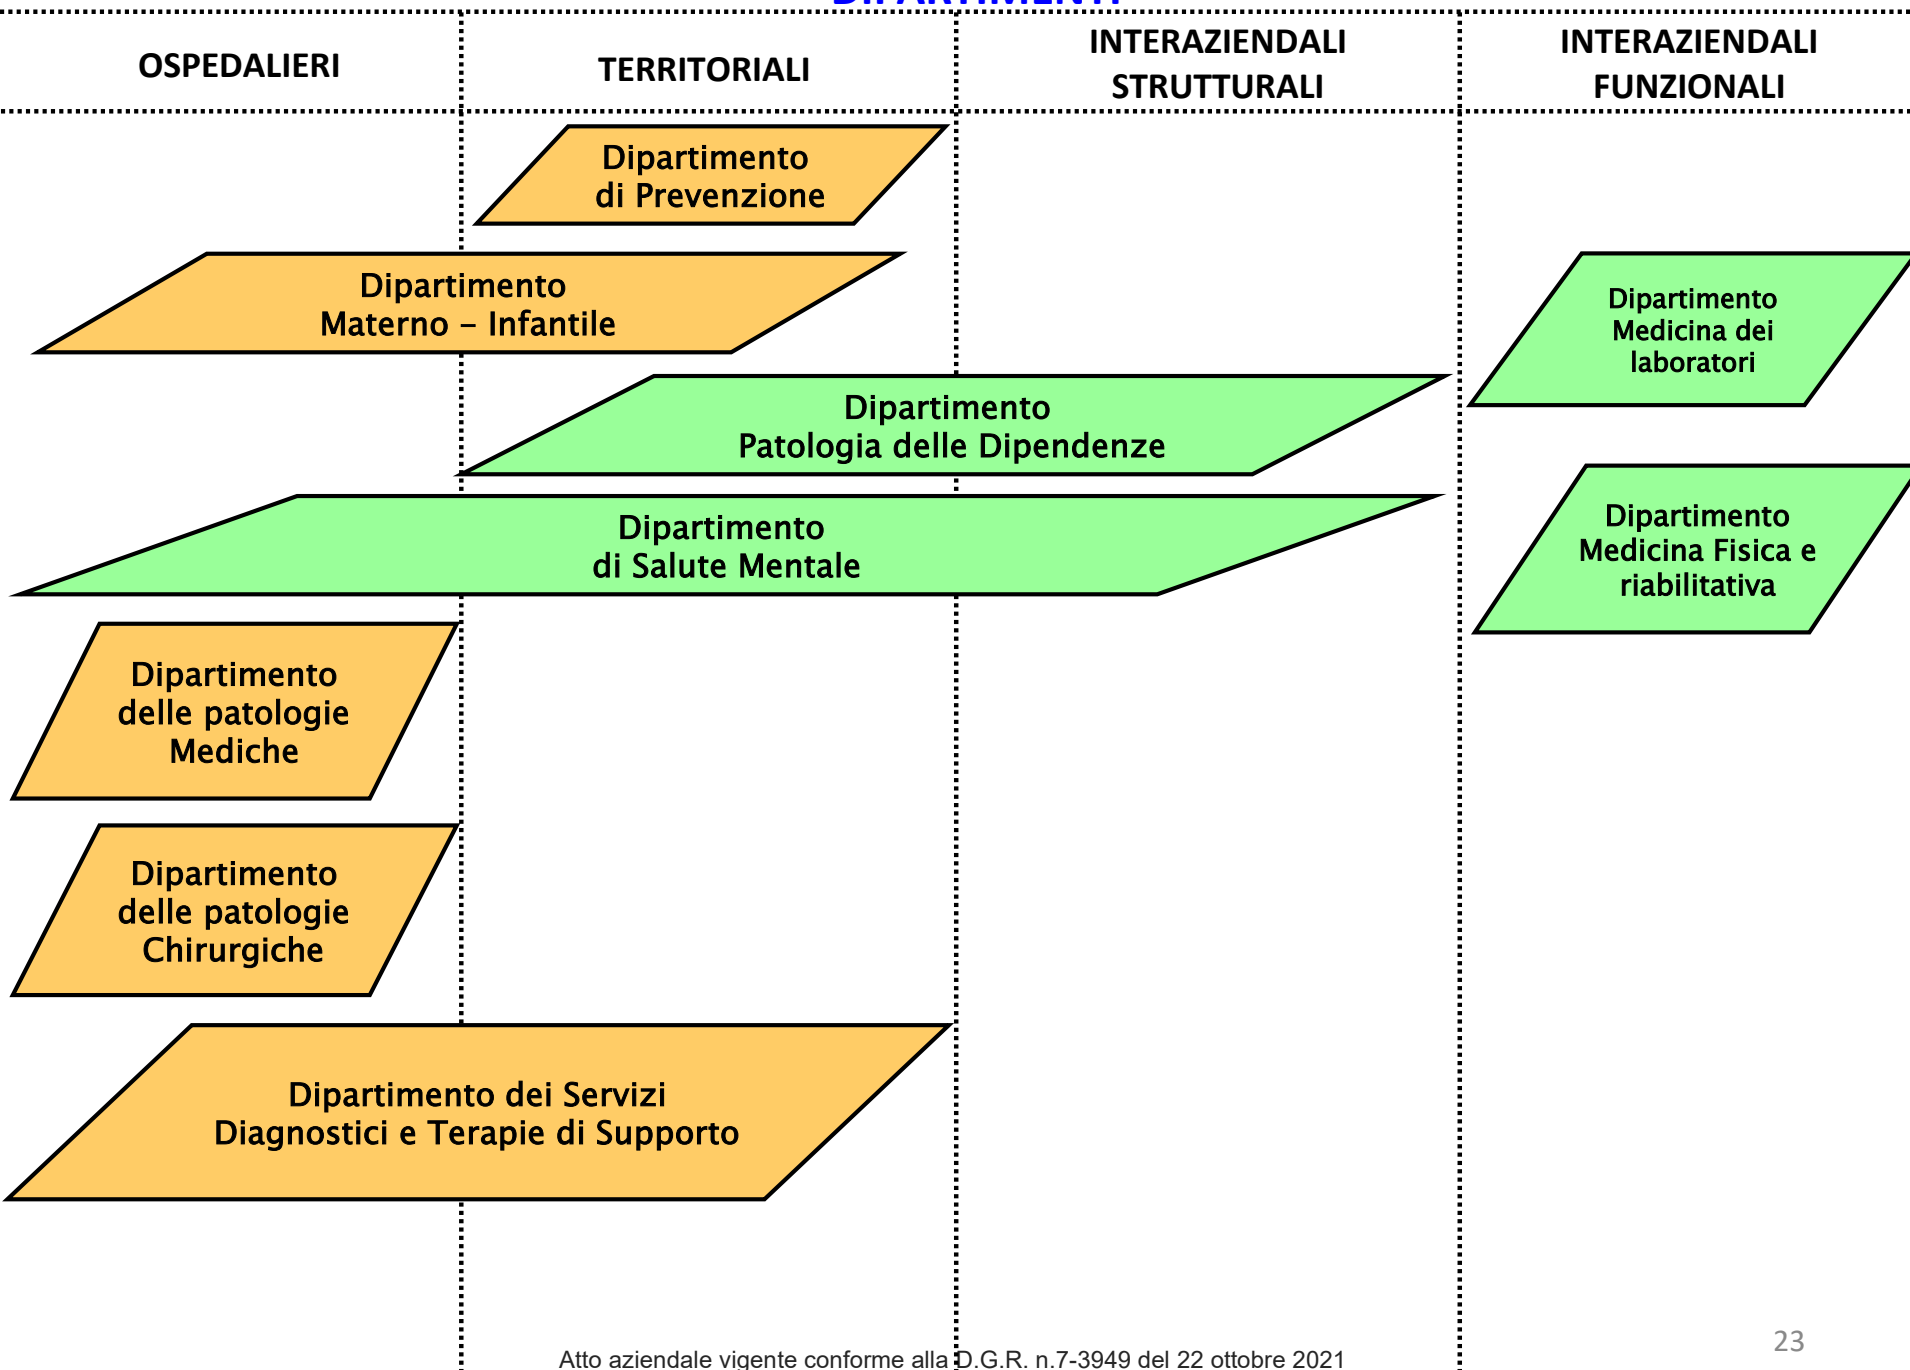 DIPARTIMENTI
OSPEDALIERI
TERRITORIALI
INTERAZIENDALI
STRUTTURALI
INTERAZIENDALI
FUNZIONALI
Dipartimento
di Prevenzione
Dipartimento
Materno – Infantile
Dipartimento
Medicina dei
laboratori
Dipartimento
Patologia delle Dipendenze
Dipartimento
di Salute Mentale
Dipartimento
Medicina Fisica e
riabilitativa
Dipartimento
delle patologie
Mediche
Dipartimento
delle patologie
Chirurgiche
Dipartimento dei Servizi
Diagnostici e Terapie di Supporto
23
Atto aziendale vigente conforme alla D.G.R. n.7-3949 del 22 ottobre 2021